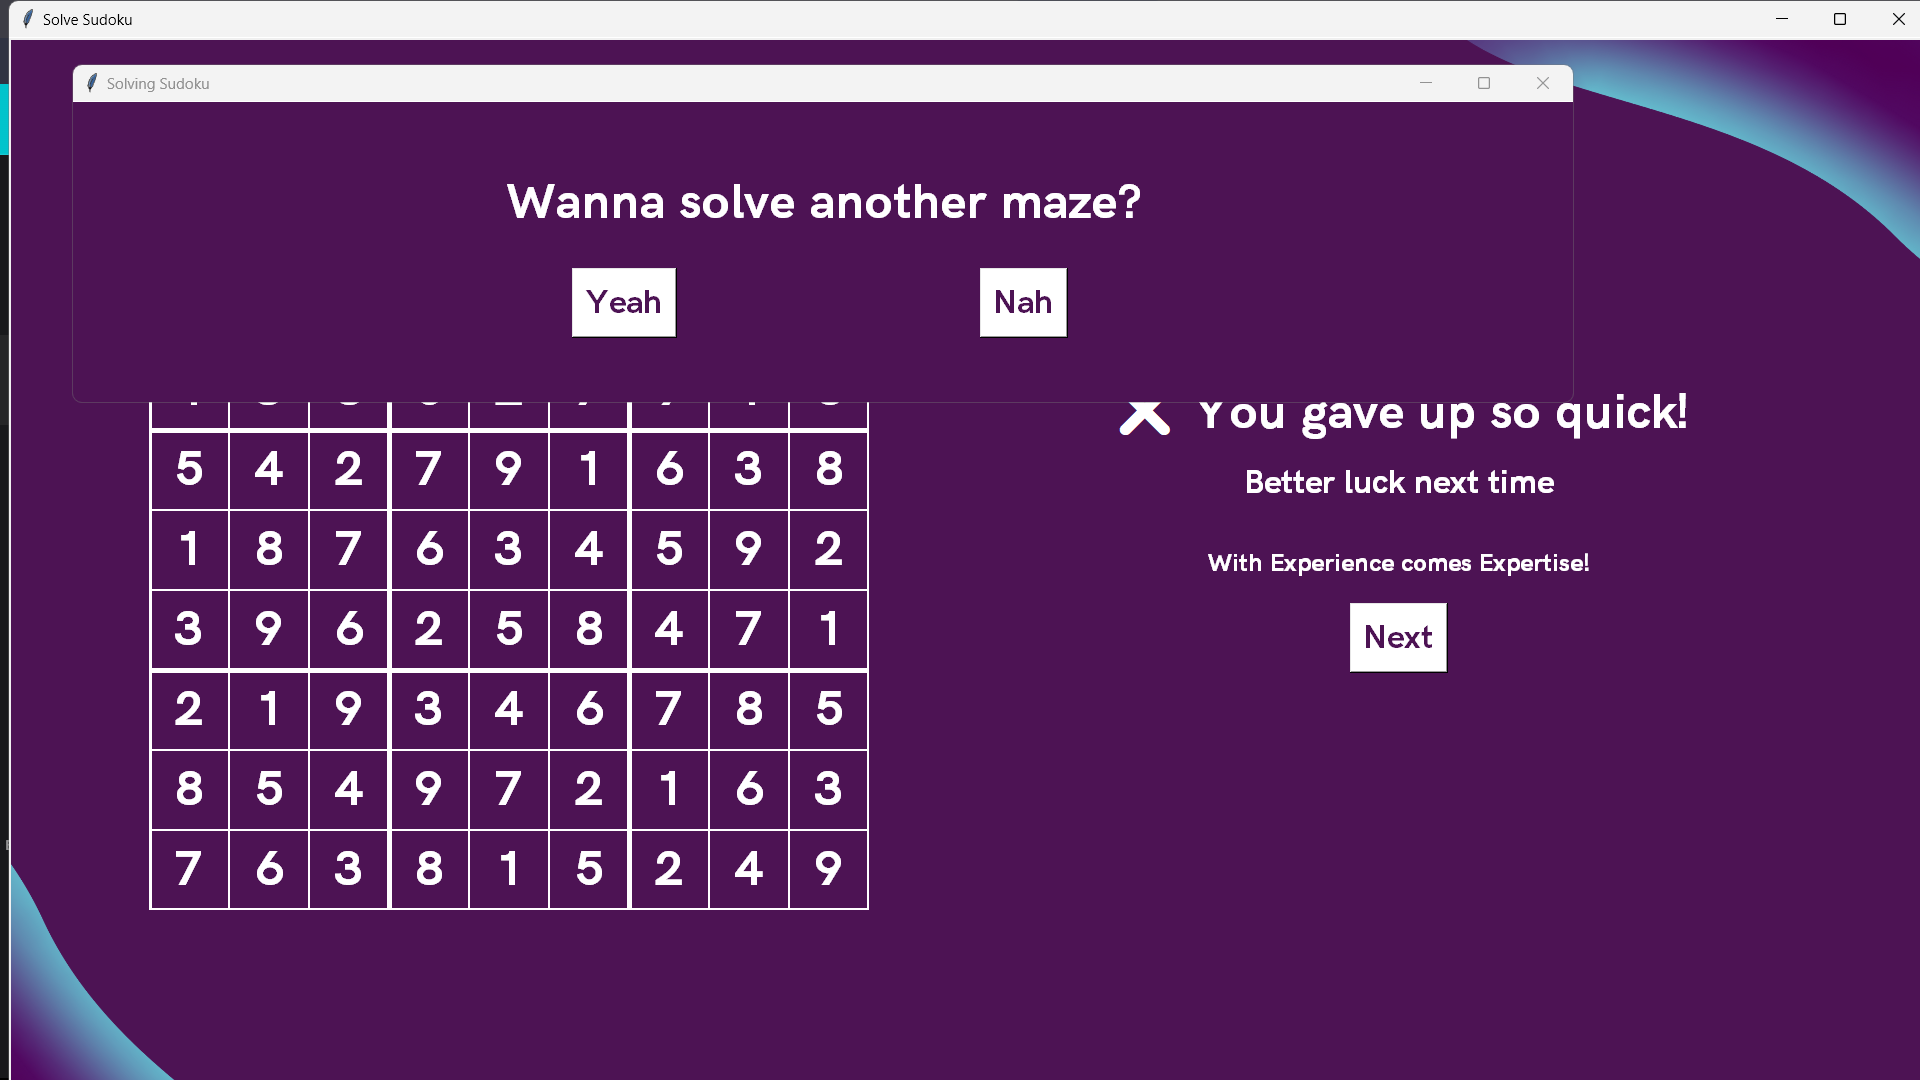 Solve Sudoku
Solving Sudoku
Wanna solve another maze?
Yeah Nah
You gave up so quick!
Better luck next time
With Experience comes Expertise!
Next
5 4 2 7 9 1 6 3 8
1 8 7 6 3 4 5 9 2
3 9 6 2 5 8 4 7 1
2 1 9 3 4 6 7 8 5
8 5 4 9 7 2 1 6 3
7 6 3 8 1 5 2 4 9